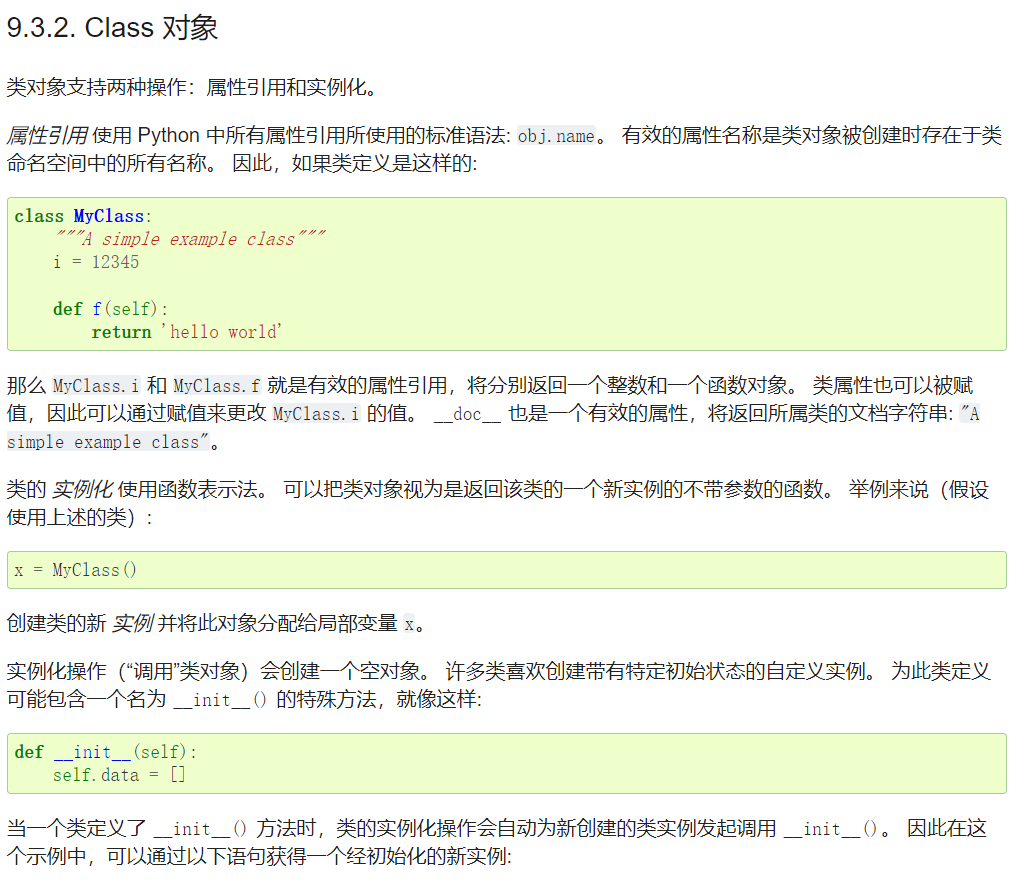 9.3.2. Class 对象
类对象支持两种操作：属性引用和实例化。
属性引用 使用 Python 中所有属性引用所使用的标准语法: obj.name。 有效的属性名称是类对象被创建时存在于类
命名空间中的所有名称。 因此，如果类定义是这样的:
class MyClass:
    """A simple example class"""
    i = 12345
    def f(self):
        return 'hello world'
那么 MyClass.i 和 MyClass.f 就是有效的属性引用，将分别返回一个整数和一个函数对象。 类属性也可以被赋
值，因此可以通过赋值来更改 MyClass.i 的值。 __doc__ 也是一个有效的属性，将返回所属类的文档字符串: "A
simple example class"。
类的 实例化 使用函数表示法。 可以把类对象视为是返回该类的一个新实例的不带参数的函数。 举例来说（假设
使用上述的类）:
x = MyClass()
创建类的新 实例 并将此对象分配给局部变量 x。
实例化操作（“调用”类对象）会创建一个空对象。 许多类喜欢创建带有特定初始状态的自定义实例。 为此类定义
可能包含一个名为 __init__() 的特殊方法，就像这样:
def __init__(self):
    self.data = []
当一个类定义了 __init__() 方法时，类的实例化操作会自动为新创建的类实例发起调用 __init__()。 因此在这
个示例中，可以通过以下语句获得一个经初始化的新实例: